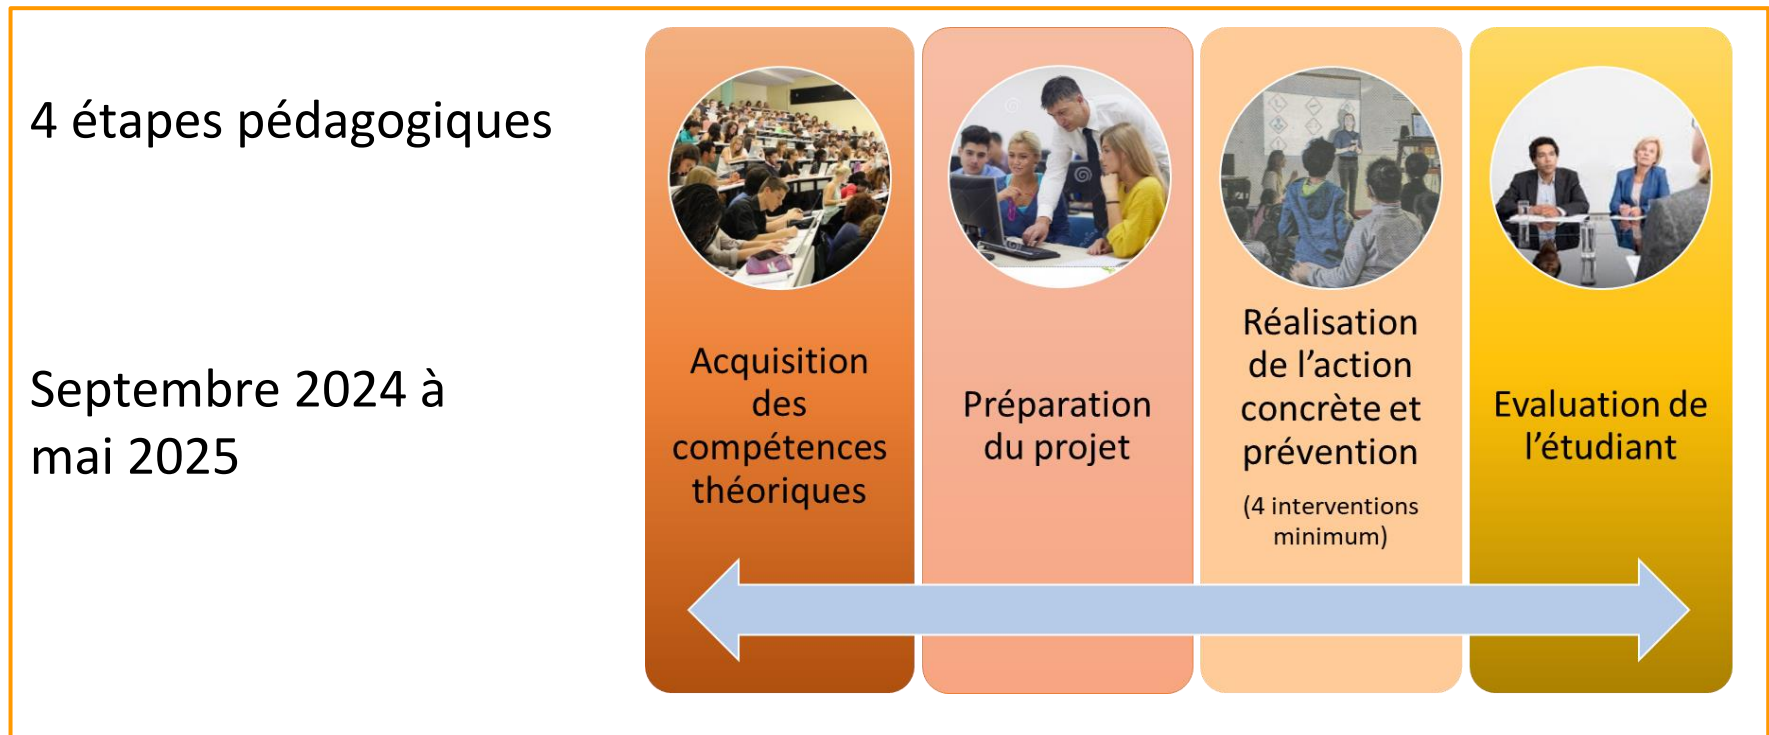 4 étapes pédagogiques
Septembre 2024 à
mai 2025
Acquisition
des
compétences
théoriques
Préparation
du projet
Réalisation
de l’action
concrète et
prévention
(4 interventions
minimum)
Evaluation de
l’étudiant